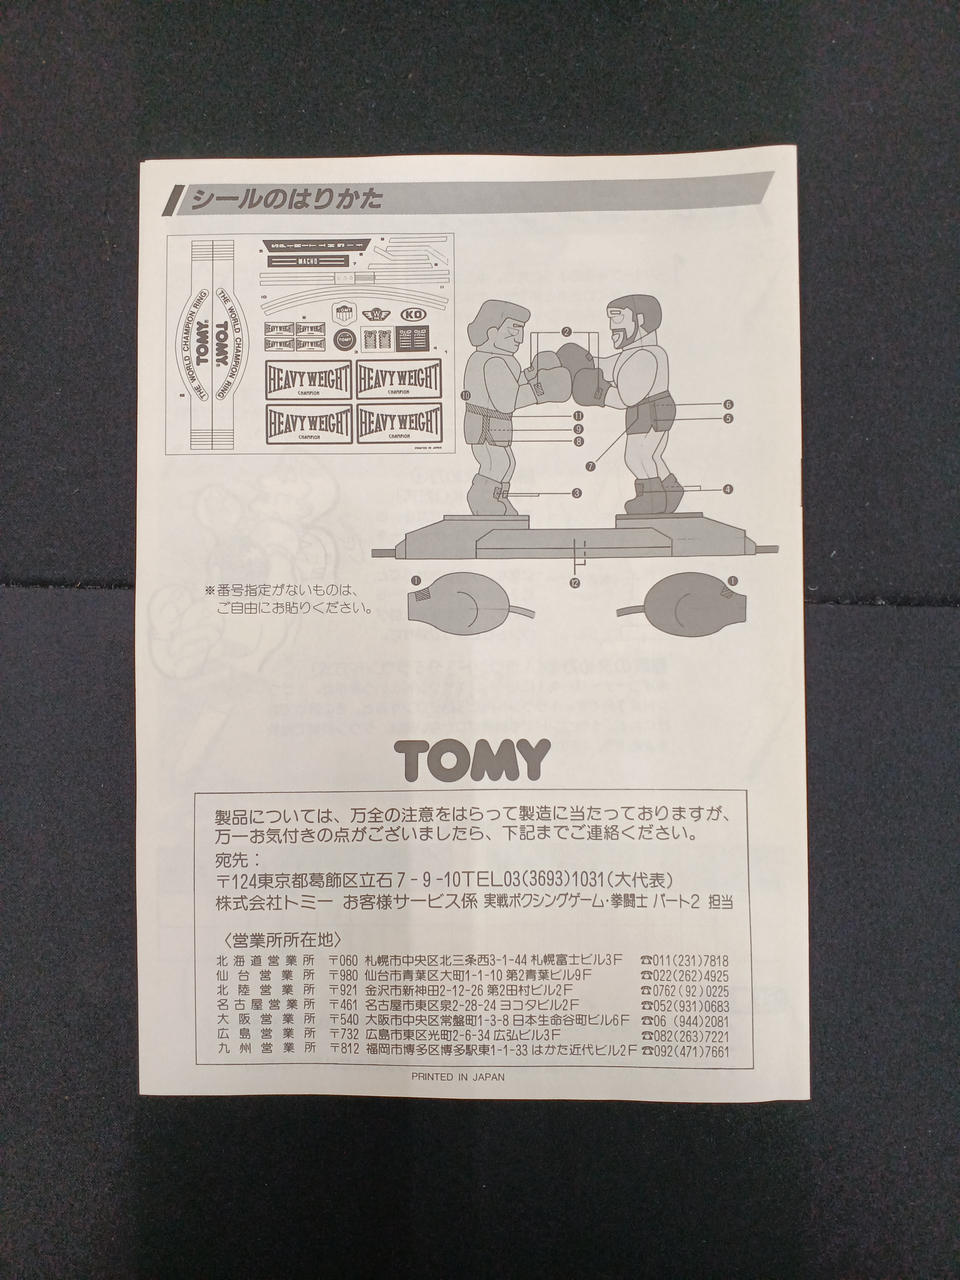 シールのはりかた
THE WORLD CHAMPION RING
TOMY
TOMY
THE WORLD CHAMPION RING
MACHO
TOMY
W
KO
HEAVY WEIGHT
HEAVY WEIGHT
HEAVY WEIGHT
HEAVY WEIGHT
TOMY
HEAVY WEIGHT
CHAMPION
HEAVY WEIGHT
CHAMPION
HEAVY WEIGHT
CHAMPION
HEAVY WEIGHT
CHAMPION
PRINTED IN JAPAN
❷
❿
⓫
❾
❽
❸
❻
❺
❼
❹
⓬
❶
❶
※番号指定がないものは、
ご自由にお貼りください。
TOMY
製品については、万全の注意をはらって製造に当たっておりますが、
万一お気付きの点がございましたら、下記までご連絡ください。
宛先：
〒124東京都葛飾区立石7-9-10TEL03(3693)1031(大代表)
株式会社トミー お客様サービス係 実戦ボクシングゲーム・拳闘士 パート2 担当
〈営業所所在地〉
北海道営業所 〒060 札幌市中央区北三条西3-1-44 札幌富士ビル3F ☎011(231)7818
仙台営業所 〒980 仙台市青葉区大町1-1-10 第2青葉ビル9F ☎022(262)4925
北陸営業所 〒921 金沢市新神田2-12-26 第2田村ビル2F ☎0762(92)0225
名古屋営業所 〒461 名古屋市東区泉2-28-24 ヨコタビル2F ☎052(931)0683
大阪営業所 〒540 大阪市中央区常盤町1-3-8 日本生命谷町ビル6F ☎06(944)2081
広島営業所 〒732 広島市東区光町2-6-34 広弘ビル3F ☎082(263)7221
九州営業所 〒812 福岡市博多区博多駅東1-1-33 はかた近代ビル2F ☎092(471)7661
PRINTED IN JAPAN